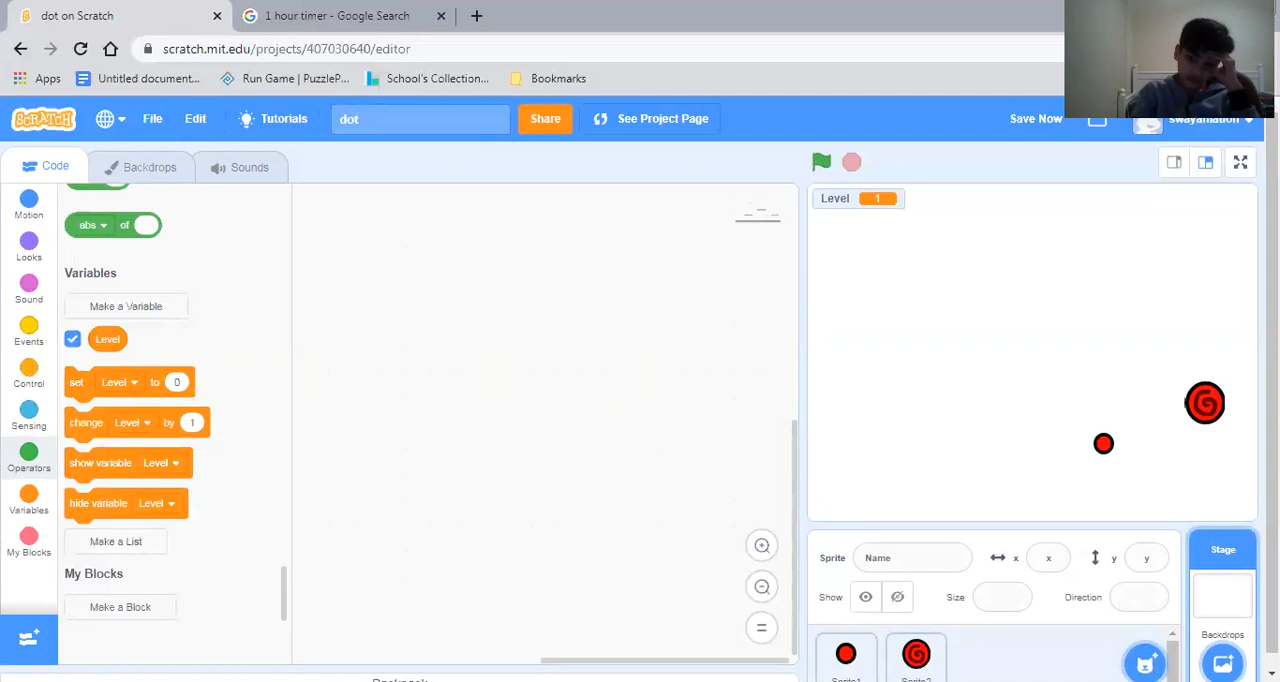 dot on Scratch
1 hour timer - Google Search
scratch.mit.edu/projects/407030640/editor
Apps
Untitled document...
Run Game | PuzzleP...
School's Collection...
Bookmarks
SCRATCH
File
Edit
Tutorials
dot
Share
See Project Page
Save Now
swayamation
Code
Backdrops
Sounds
Motion
Looks
Sound
Events
Control
Sensing
Operators
Variables
My Blocks
abs of
Variables
Make a Variable
Level
set Level to 0
change Level by 1
show variable Level
hide variable Level
Make a List
My Blocks
Make a Block
Level 1
Sprite Name x x y y
Show Size Direction
Sprite1
Sprite2
Stage
Backdrops
Backpack